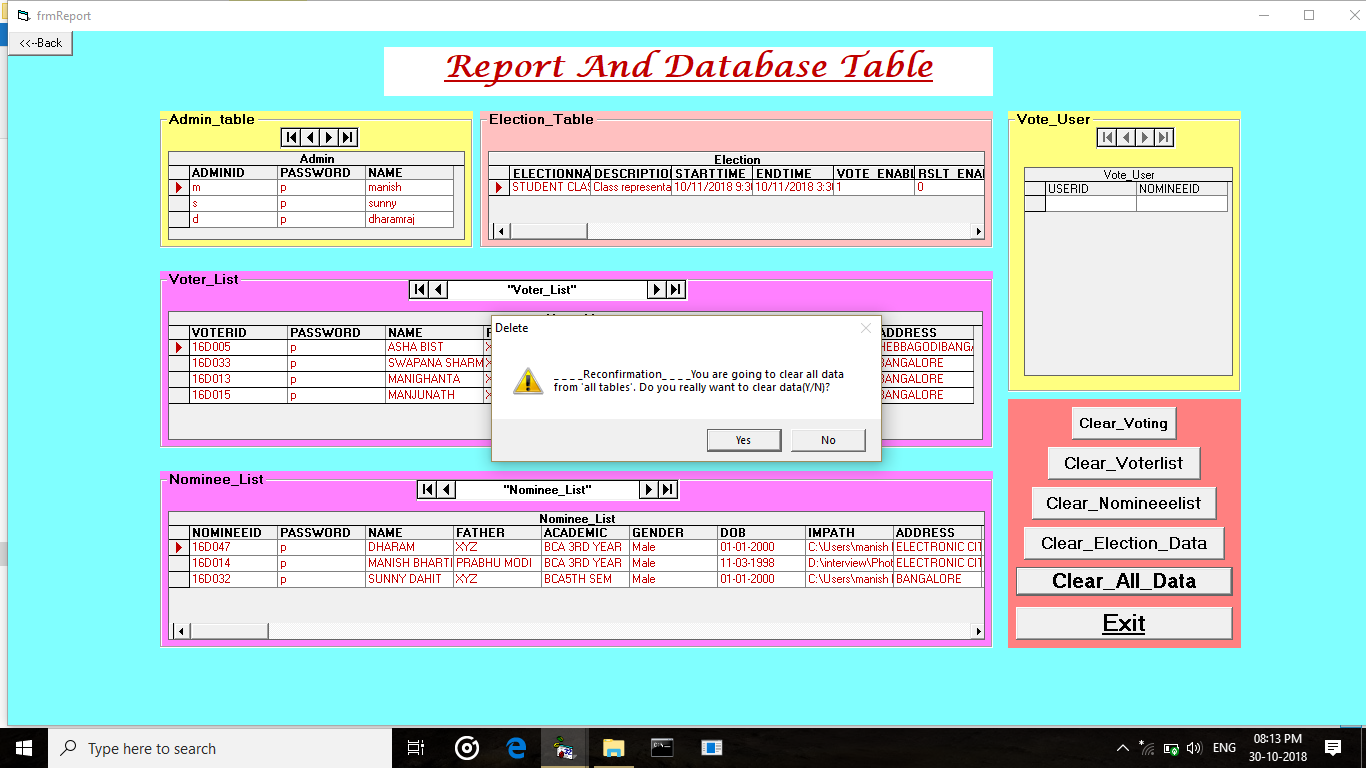 frmReport
<<--Back
Report And Database Table
Admin_table
Admin
ADMINID PASSWORD NAME
m p manish
s p sunny
d p dharamraj
Election_Table
Election
ELECTIONNA DESCRIPTIO STARTTIME ENDTIME VOTE_ENABL RSLT_ENA
STUDENT CLAS Class representa 10/11/2018 9:30 10/11/2018 3:30 1 0
Vote_User
Vote_User
USERID NOMINEEID
Voter_List
"Voter_List"
VOTERID PASSWORD NAME ADDRESS
16D005 p ASHA BIST HEBBAGODIBANGA
16D033 p SWAPANA SHARM BANGALORE
16D013 p MANIGHANTA BANGALORE
16D015 p MANJUNATH BANGALORE
Delete
_ _ _ _Reconfirmation_ _ _ _You are going to clear all data
from 'all tables'. Do you really want to clear data(Y/N)?
Yes No
Nominee_List
"Nominee_List"
Nominee_List
NOMINEEID PASSWORD NAME FATHER ACADEMIC GENDER DOB IMPATH ADDRESS
16D047 p DHARAM XYZ BCA 3RD YEAR Male 01-01-2000 C:\Users\manish ELECTRONIC CIT
16D014 p MANISH BHARTI PRABHU MODI BCA 3RD YEAR Male 11-03-1998 D:\interview\Phot ELECTRONIC CIT
16D032 p SUNNY DAHIT XYZ BCA5TH SEM Male 01-01-2000 C:\Users\manish BANGALORE
Clear_Voting
Clear_Voterlist
Clear_Nomineeelist
Clear_Election_Data
Clear_All_Data
Exit
Type here to search
ENG
08:13 PM
30-10-2018